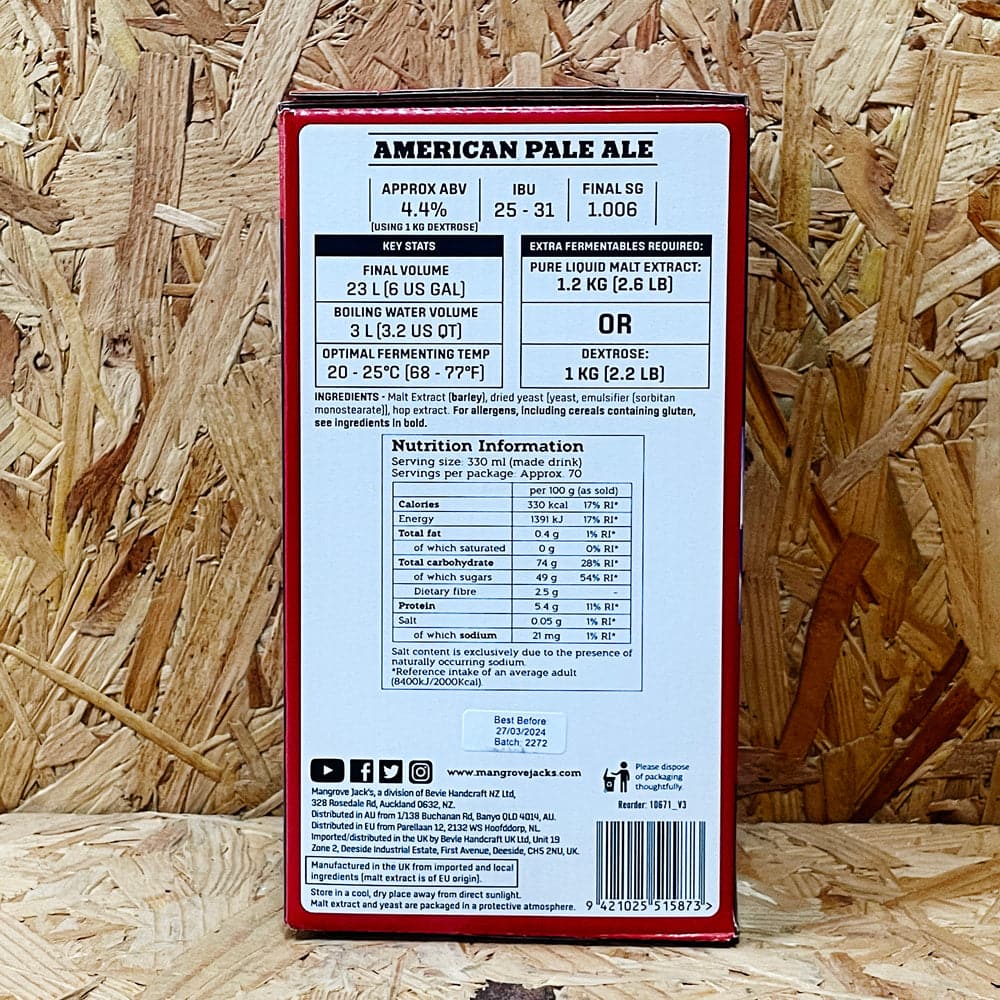 AMERICAN PALE ALE
APPROX ABV
4.4%
[USING 1 KG DEXTROSE]
IBU
25 - 31
FINAL SG
1.006
KEY STATS
FINAL VOLUME
23 L [6 US GAL]
BOILING WATER VOLUME
3 L [3.2 US QT]
OPTIMAL FERMENTING TEMP
20 - 25°C [68 - 77°F]
EXTRA FERMENTABLES REQUIRED:
PURE LIQUID MALT EXTRACT:
1.2 KG [2.6 LB]
OR
DEXTROSE:
1 KG [2.2 LB]
INGREDIENTS - Malt Extract (barley), dried yeast [yeast, emulsifier [sorbitan
monostearate]], hop extract. For allergens, including cereals containing gluten,
see ingredients in bold.
Nutrition Information
Serving size: 330 ml (made drink)
Servings per package: Approx. 70
per 100 g (as sold)
Calories 330 kcal 17% RI*
Energy 1391 kJ 17% RI*
Total fat 0.4 g 1% RI*
of which saturated 0 g 0% RI*
Total carbohydrate 74 g 28% RI*
of which sugars 49 g 54% RI*
Dietary fibre 2.5 g -
Protein 5.4 g 11% RI*
Salt 0.05 g 1% RI*
of which sodium 21 mg 1% RI*
Salt content is exclusively due to the presence of
naturally occurring sodium.
*Reference intake of an average adult
(8400kJ/2000Kcal).
Best Before
27/03/2024
Batch: 2272
www.mangrovejacks.com
Please dispose
of packaging
thoughtfully.
Mangrove Jack's, a division of Bevie Handcraft NZ Ltd,
328 Rosedale Rd, Auckland 0632, NZ.
Distributed in AU from 1/138 Buchanan Rd, Banyo QLD 4014, AU.
Distributed in EU from Parellaan 12, 2132 WS Hoofddorp, NL.
Imported/distributed in the UK by Bevie Handcraft UK Ltd, Unit 19
Zone 2, Deeside Industrial Estate, First Avenue, Deeside, CH5 2NU, UK.
Reorder: 10671_V3
Manufactured in the UK from imported and local
ingredients (malt extract is of EU origin).
Store in a cool, dry place away from direct sunlight.
Malt extract and yeast are packaged in a protective atmosphere.
9 421025 515873 >